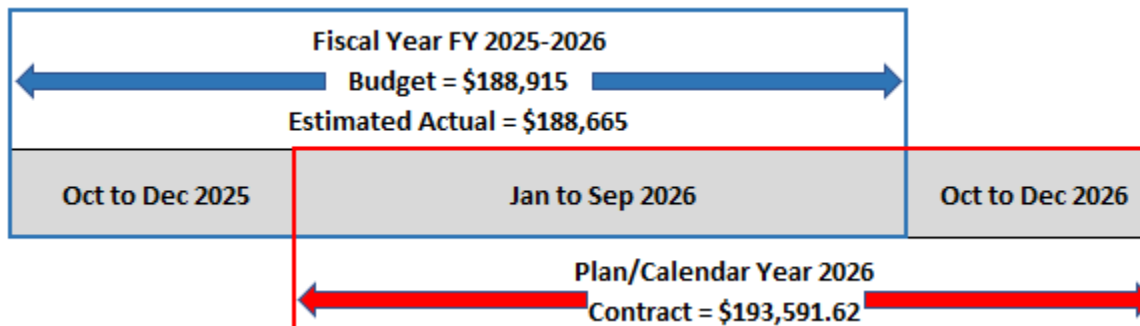 Fiscal Year FY 2025-2026
Budget = $188,915
Estimated Actual = $188,665
Oct to Dec 2025
Jan to Sep 2026
Oct to Dec 2026
Plan/Calendar Year 2026
Contract = $193,591.62